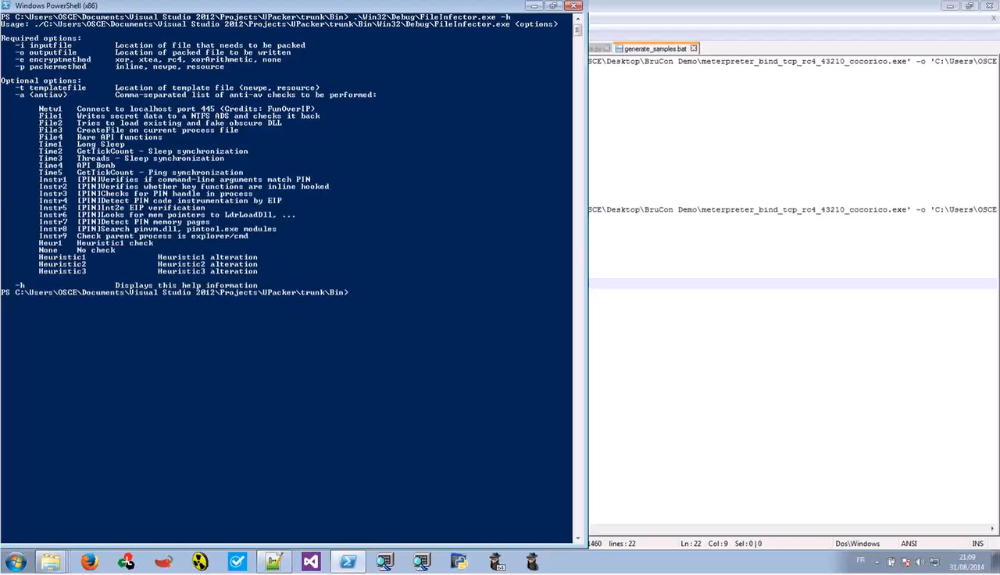 Windows PowerShell (x86)
PS C:\Users\OSCE\Documents\Visual Studio 2012\Projects\UPacker\trunk\Bin> .\Win32\Debug\FileInfector.exe -h
Usage: ./C:\Users\OSCE\Documents\Visual Studio 2012\Projects\UPacker\trunk\Bin\Win32\Debug\FileInfector.exe <options>
Required options:
-i inputfile Location of file that needs to be packed
-o outputfile Location of packed file to be written
-e encryptmethod xor, xtea, rc4, xorArithmetic, none
-p packermethod inline, newpe, resource
Optional options:
-t templatefile Location of template file (newpe, resource)
-a <antiav> Comma-separated list of anti-av checks to be performed:
Netw1 Connect to localhost port 445 (Credits: FunOverIP)
File1 Writes secret data to a NTFS ADS and checks it back
File2 Tries to load existing and fake obscure DLL
File3 CreateFile on current process file
File4 Rare API functions
Time1 Long Sleep
Time2 GetTickCount - Sleep synchronization
Time3 Threads - Sleep synchronization
Time4 API Bomb
Time5 GetTickCount - Ping synchronization
Instr1 [PIN]Verifies if command-line arguments match PIN
Instr2 [PIN]Verifies whether key functions are inline hooked
Instr3 [PIN]Checks for PIN handle in process
Instr4 [PIN]Detect PIN code instrumentation by EIP
Instr5 [PIN]Int2e EIP verification
Instr6 [PIN]Looks for mem pointers to LdrLoadDll, ...
Instr7 [PIN]Detect PIN memory pages
Instr8 [PIN]Search pinvm.dll, pintool.exe modules
Instr9 Check parent process is explorer/cmd
Heur1 Heuristic1 check
None No check
Heuristic1 Heuristic1 alteration
Heuristic2 Heuristic2 alteration
Heuristic3 Heuristic3 alteration
-h Displays this help information
PS C:\Users\OSCE\Documents\Visual Studio 2012\Projects\UPacker\trunk\Bin>
generate_samples.bat
SCE\Desktop\BruCon Demo\meterpreter_bind_tcp_rc4_43210_cocorico.exe' -o 'C:\Users\OSCE
SCE\Desktop\BruCon Demo\meterpreter_bind_tcp_rc4_43210_cocorico.exe' -o 'C:\Users\OSCE
1460 lines : 22 Ln : 22 Col : 9 Sel : 0 | 0 Dos\Windows ANSI INS
FR
21:09
31/08/2014